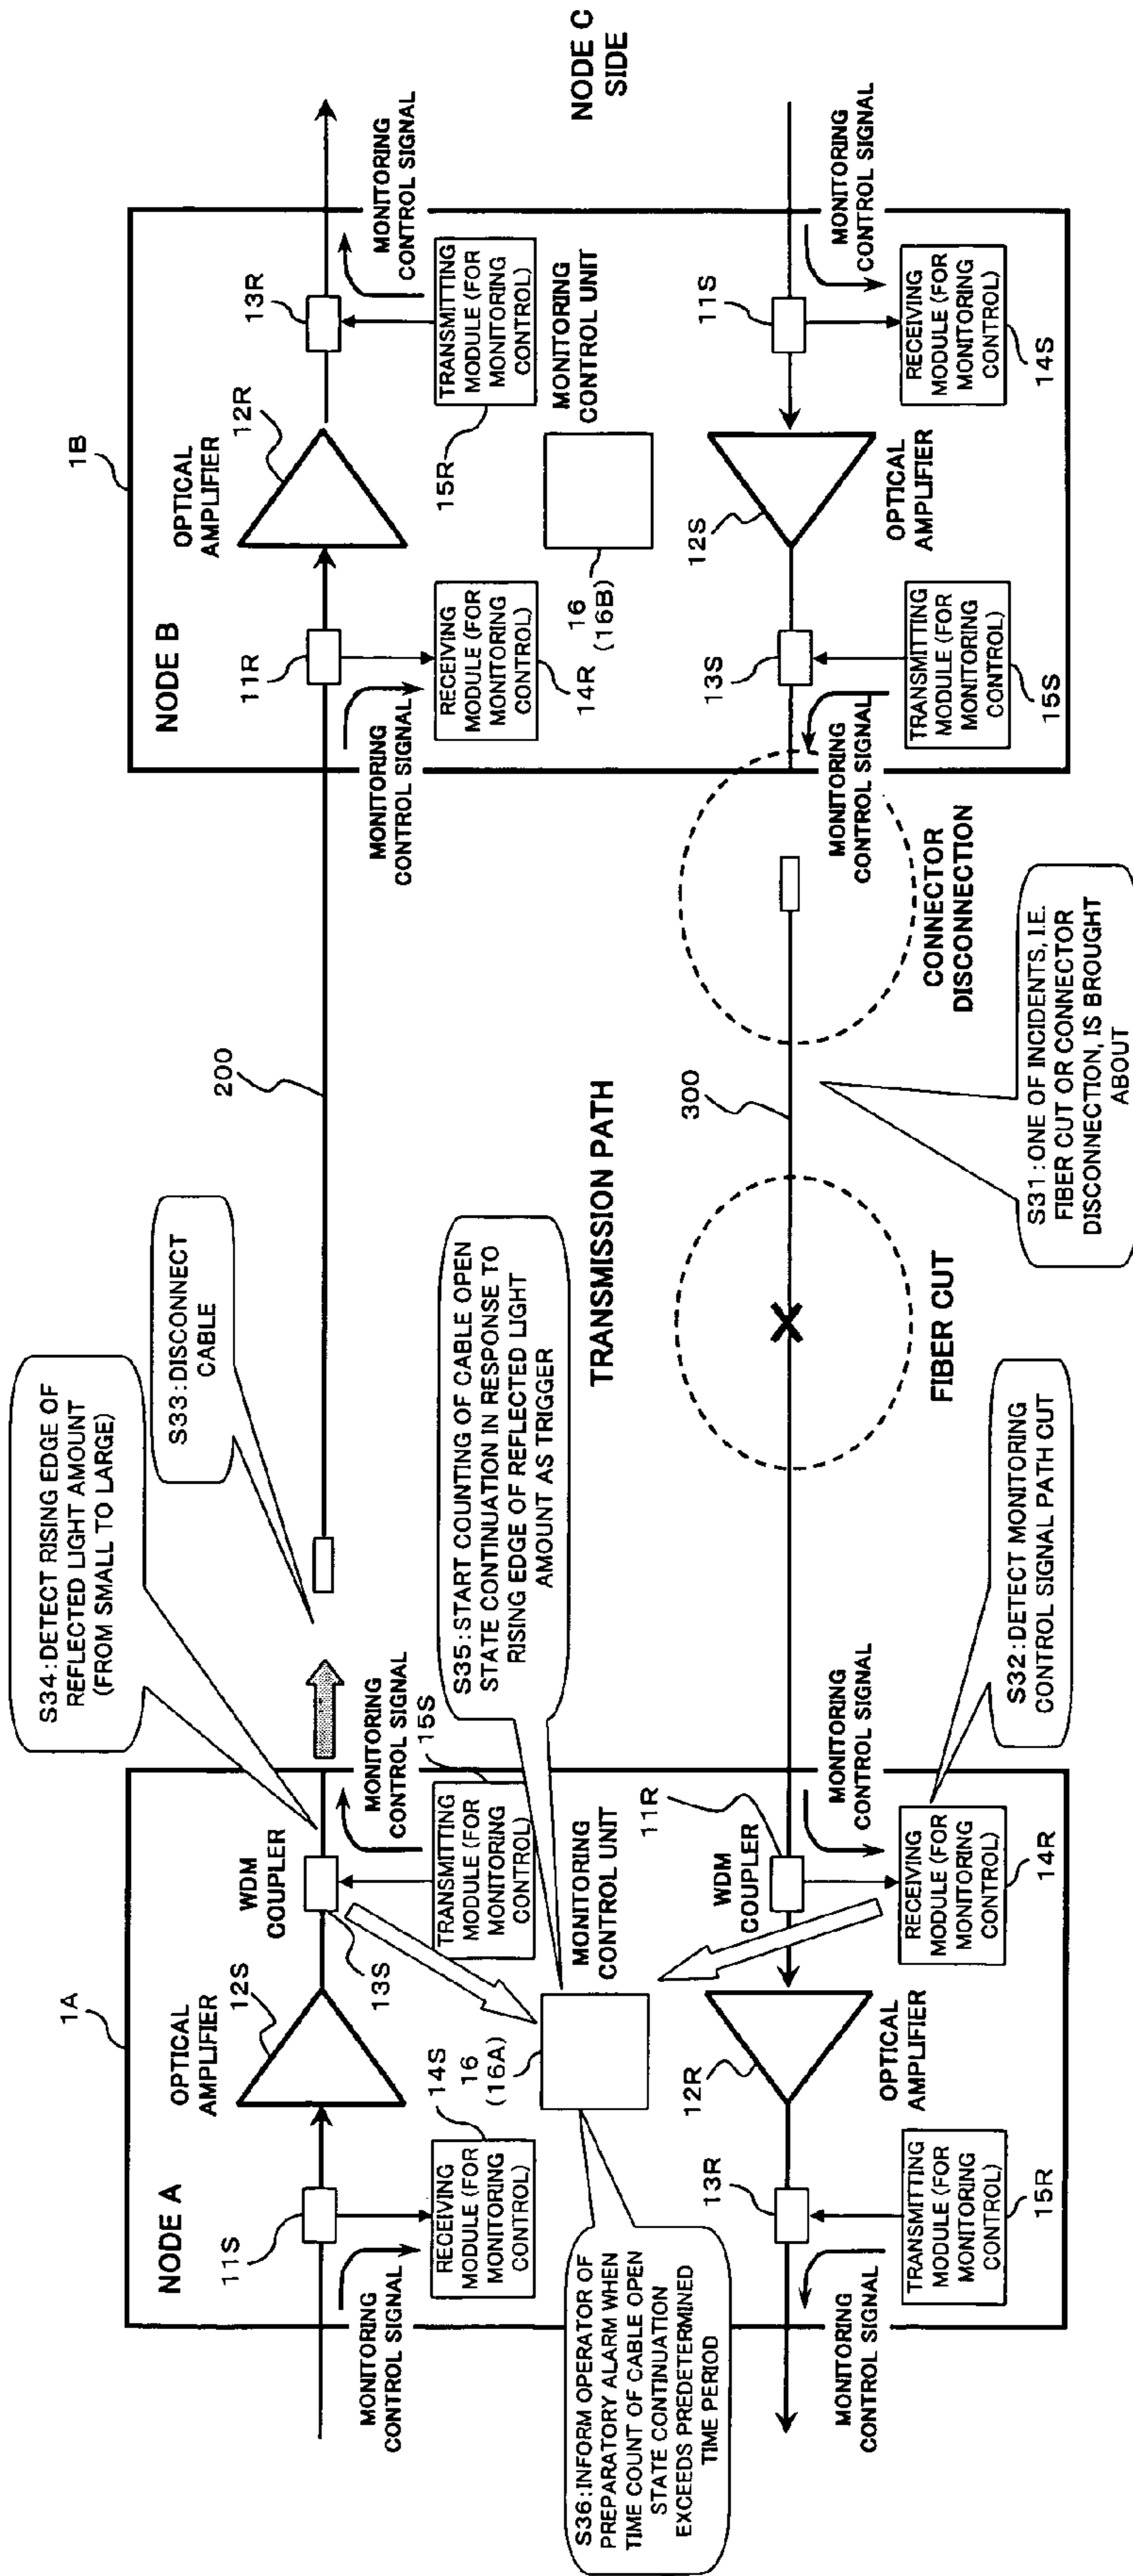 S34:DETECT RISING EDGE OF
REFLECTED LIGHT AMOUNT
(FROM SMALL TO LARGE)
S33:DISCONNECT
CABLE
1A
NODE A
11S
OPTICAL
AMPLIFIER
12S
WDM
COUPLER
13S
MONITORING
CONTROL SIGNAL
RECEIVING
MODULE (FOR
MONITORING
CONTROL)
14S
16
(16A)
MONITORING
CONTROL UNIT
TRANSMITTING
MODULE (FOR
MONITORING
CONTROL)
15S
MONITORING
CONTROL SIGNAL
S35:START COUNTING OF CABLE OPEN
STATE CONTINUATION IN RESPONSE TO
RISING EDGE OF REFLECTED LIGHT
AMOUNT AS TRIGGER
S36:INFORM OPERATOR OF
PREPARATORY ALARM WHEN
TIME COUNT OF CABLE OPEN
STATE CONTINUATION
EXCEEDS PREDETERMINED
TIME PERIOD
13R
12R
OPTICAL
AMPLIFIER
WDM
COUPLER
11R
MONITORING
CONTROL SIGNAL
TRANSMITTING
MODULE (FOR
MONITORING
CONTROL)
15R
MONITORING
CONTROL SIGNAL
RECEIVING
MODULE (FOR
MONITORING
CONTROL)
14R
S32:DETECT MONITORING
CONTROL SIGNAL PATH CUT
200
TRANSMISSION PATH
300
FIBER CUT
CONNECTOR
DISCONNECTION
S31:ONE OF INCIDENTS, I.E.
FIBER CUT OR CONNECTOR
DISCONNECTION, IS BROUGHT
ABOUT
1B
NODE B
11R
OPTICAL
AMPLIFIER
12R
13R
MONITORING
CONTROL SIGNAL
RECEIVING
MODULE (FOR
MONITORING
CONTROL)
14R
TRANSMITTING
MODULE (FOR
MONITORING
CONTROL)
15R
MONITORING
CONTROL SIGNAL
16
(16B)
MONITORING
CONTROL UNIT
13S
12S
OPTICAL
AMPLIFIER
11S
MONITORING
CONTROL SIGNAL
TRANSMITTING
MODULE (FOR
MONITORING
CONTROL)
15S
RECEIVING
MODULE (FOR
MONITORING
CONTROL)
14S
MONITORING
CONTROL SIGNAL
NODE C
SIDE